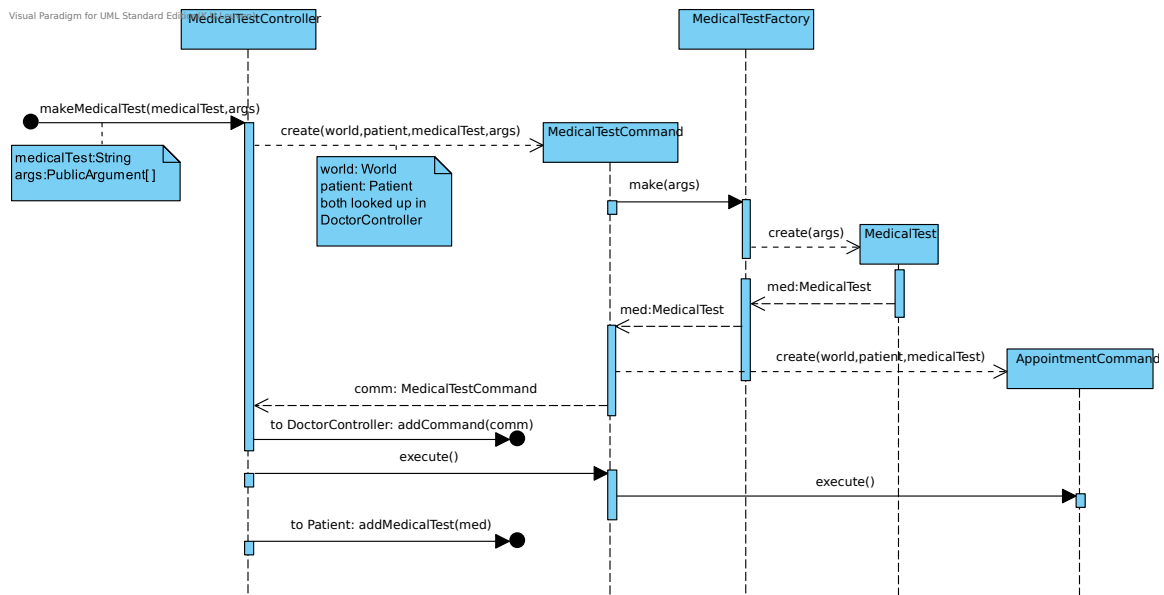 Visual Paradigm for UML Standard Edition
MedicalTestController
MedicalTestFactory
makeMedicalTest(medicalTest,args)
create(world,patient,medicalTest,args)
MedicalTestCommand
medicalTest:String
args:PublicArgument[]
world: World
patient: Patient
both looked up in
DoctorController
make(args)
create(args)
MedicalTest
med:MedicalTest
med:MedicalTest
create(world,patient,medicalTest)
AppointmentCommand
comm: MedicalTestCommand
to DoctorController: addCommand(comm)
execute()
execute()
to Patient: addMedicalTest(med)